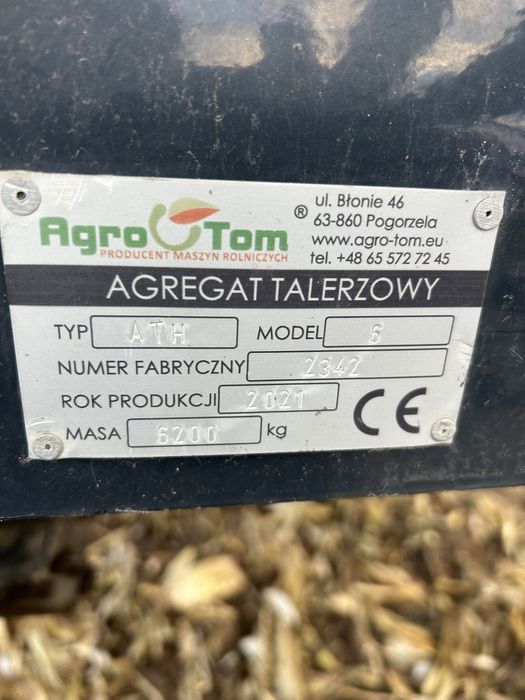 Agro Tom ®
PRODUCENT MASZYN ROLNICZYCH
ul. Błonie 46
63-860 Pogorzela
www.agro-tom.eu
tel. +48 65 572 72 45
AGREGAT TALERZOWY
TYP ATH MODEL 6
NUMER FABRYCZNY 2342
ROK PRODUKCJI 2021
MASA 6200 kg CE